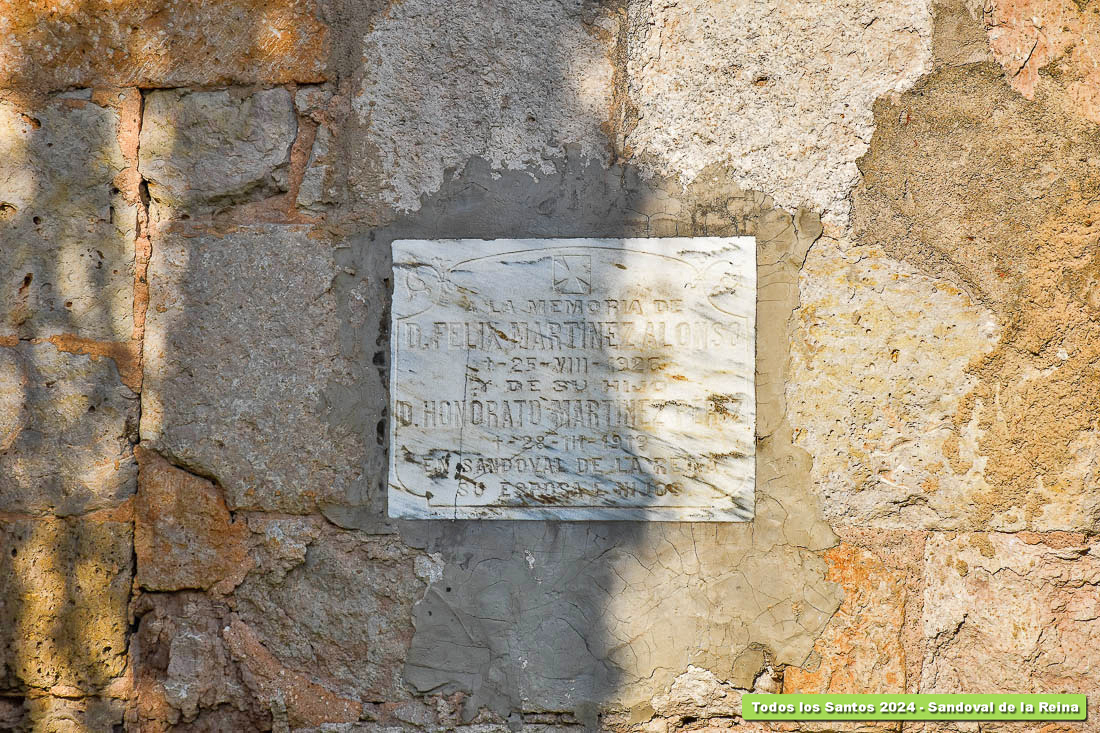 A LA MEMORIA DE
D. FELIX MARTINEZ ALONSO
+-25-VIII-1926
Y DE SU HIJO
D. HONORATO MARTINEZ
+-28-III-1913
EN SANDOVAL DE LA REINA
SU ESPOSA E HIJOS
Todos los Santos 2024 - Sandoval de la Reina